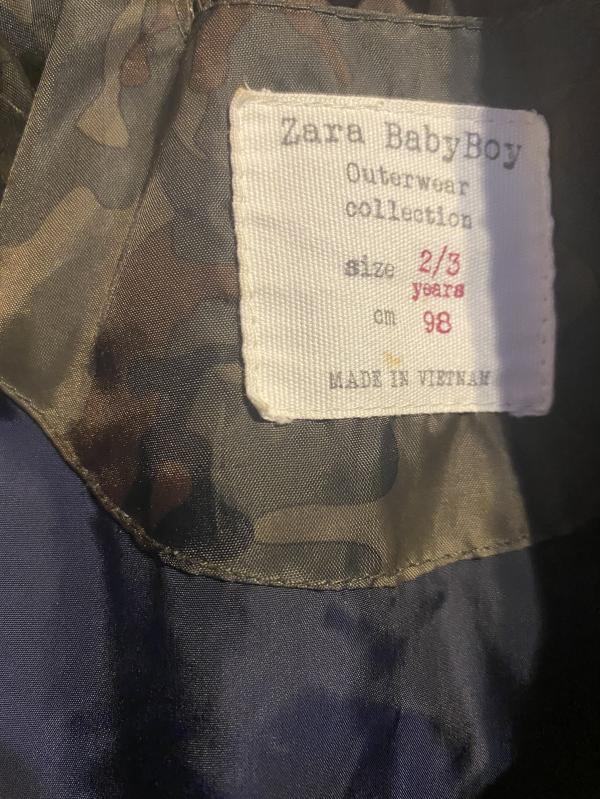 Zara BabyBoy
Outerwear
collection
size 2/3
years
cm 98
MADE IN VIETNAM